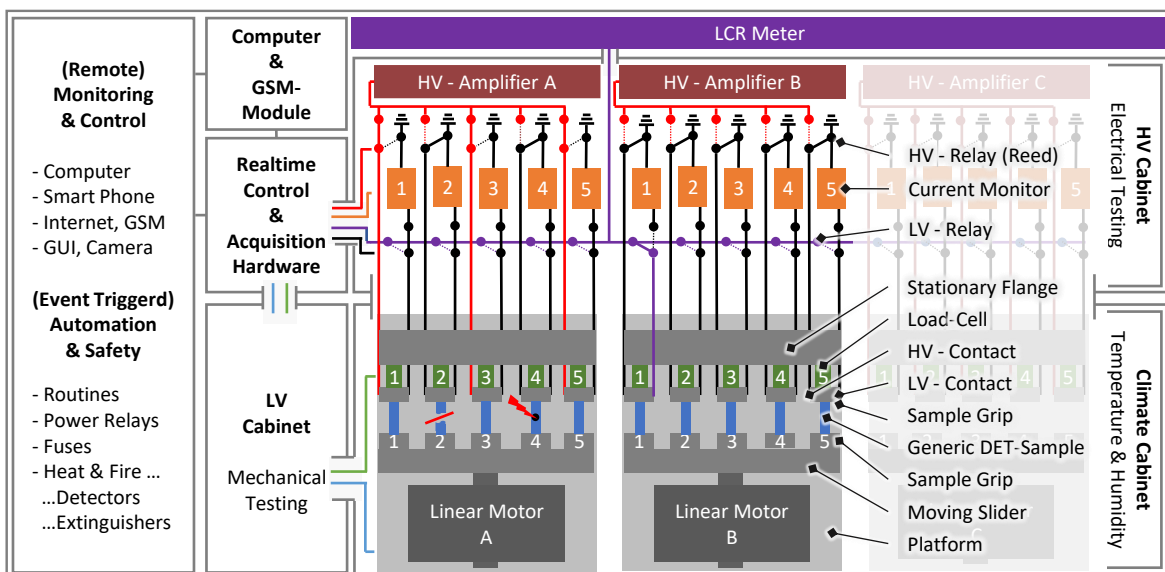 (Remote)
Monitoring
& Control
- Computer
- Smart Phone
- Internet, GSM
- GUI, Camera
(Event Triggerd)
Automation
& Safety
- Routines
- Power Relays
- Fuses
- Heat & Fire ...
...Detectors
...Extinguishers
Computer
&
GSM-
Module
Realtime
Control
&
Acquisition
Hardware
LV
Cabinet
Mechanical
Testing
LCR Meter
HV - Amplifier A
HV - Amplifier B
HV - Amplifier C
1 2 3 4 5
1 2 3 4 5
1 2 3 4 5
HV - Relay (Reed)
Current Monitor
LV - Relay
Stationary Flange
Load-Cell
HV - Contact
LV - Contact
Sample Grip
Generic DET-Sample
Sample Grip
Moving Slider
Platform
1 2 3 4 5
1 2 3 4 5
1 2 3 4 5
1 2 3 4 5
Linear Motor
A
Linear Motor
B
HV Cabinet
Electrical Testing
Climate Cabinet
Temperature & Humidity